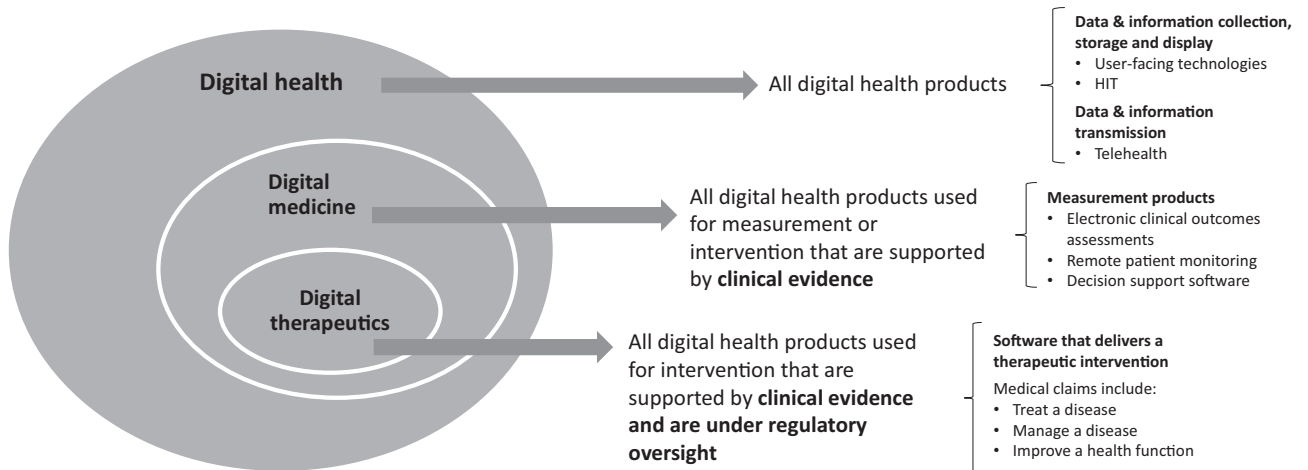 Digital health
All digital health products
Data & information collection,
storage and display
• User-facing technologies
• HIT
Data & information
transmission
• Telehealth
Digital
medicine
All digital health products used
for measurement or
intervention that are supported
by clinical evidence
Measurement products
• Electronic clinical outcomes
assessments
• Remote patient monitoring
• Decision support software
Digital
therapeutics
All digital health products used
for intervention that are
supported by clinical evidence
and are under regulatory
oversight
Software that delivers a
therapeutic intervention
Medical claims include:
• Treat a disease
• Manage a disease
• Improve a health function